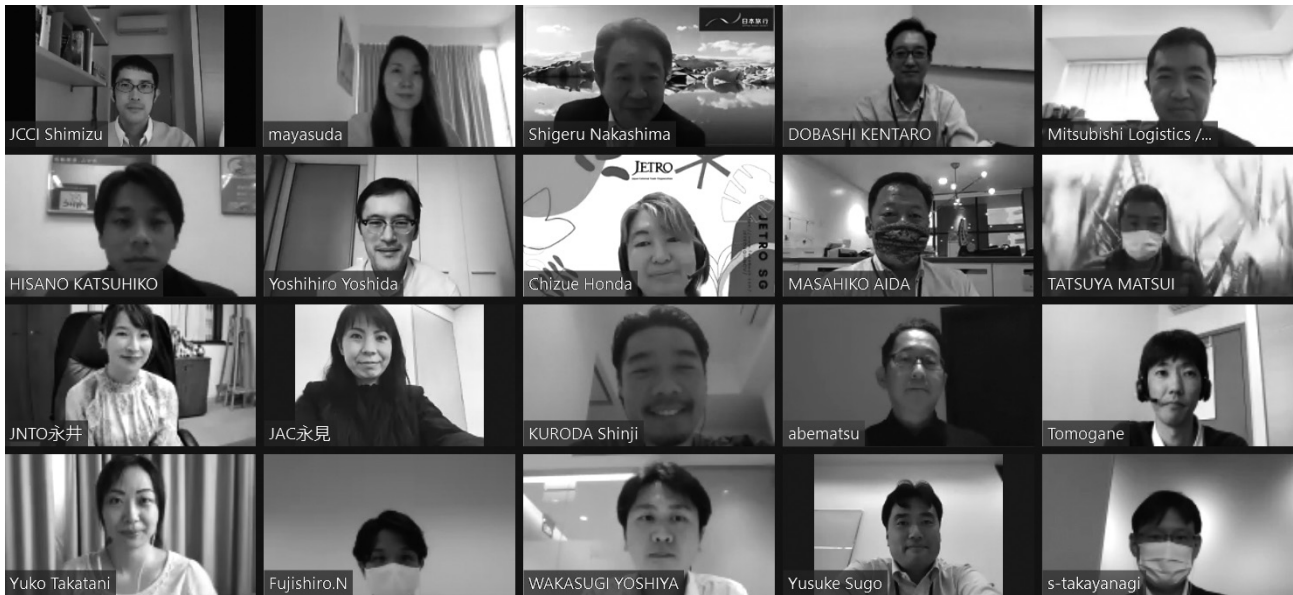 JCCI Shimizu
mayasuda
日本旅行
Shigeru Nakashima
DOBASHI KENTARO
Mitsubishi Logistics /...
HISANO KATSUHIKO
Yoshihiro Yoshida
JETRO
JETRO SG
Chizue Honda
MASAHIKO AIDA
TATSUYA MATSUI
JNTO永井
JAC永見
KURODA Shinji
abematsu
Tomogane
Yuko Takatani
Fujishiro.N
WAKASUGI YOSHIYA
Yusuke Sugo
s-takayanagi